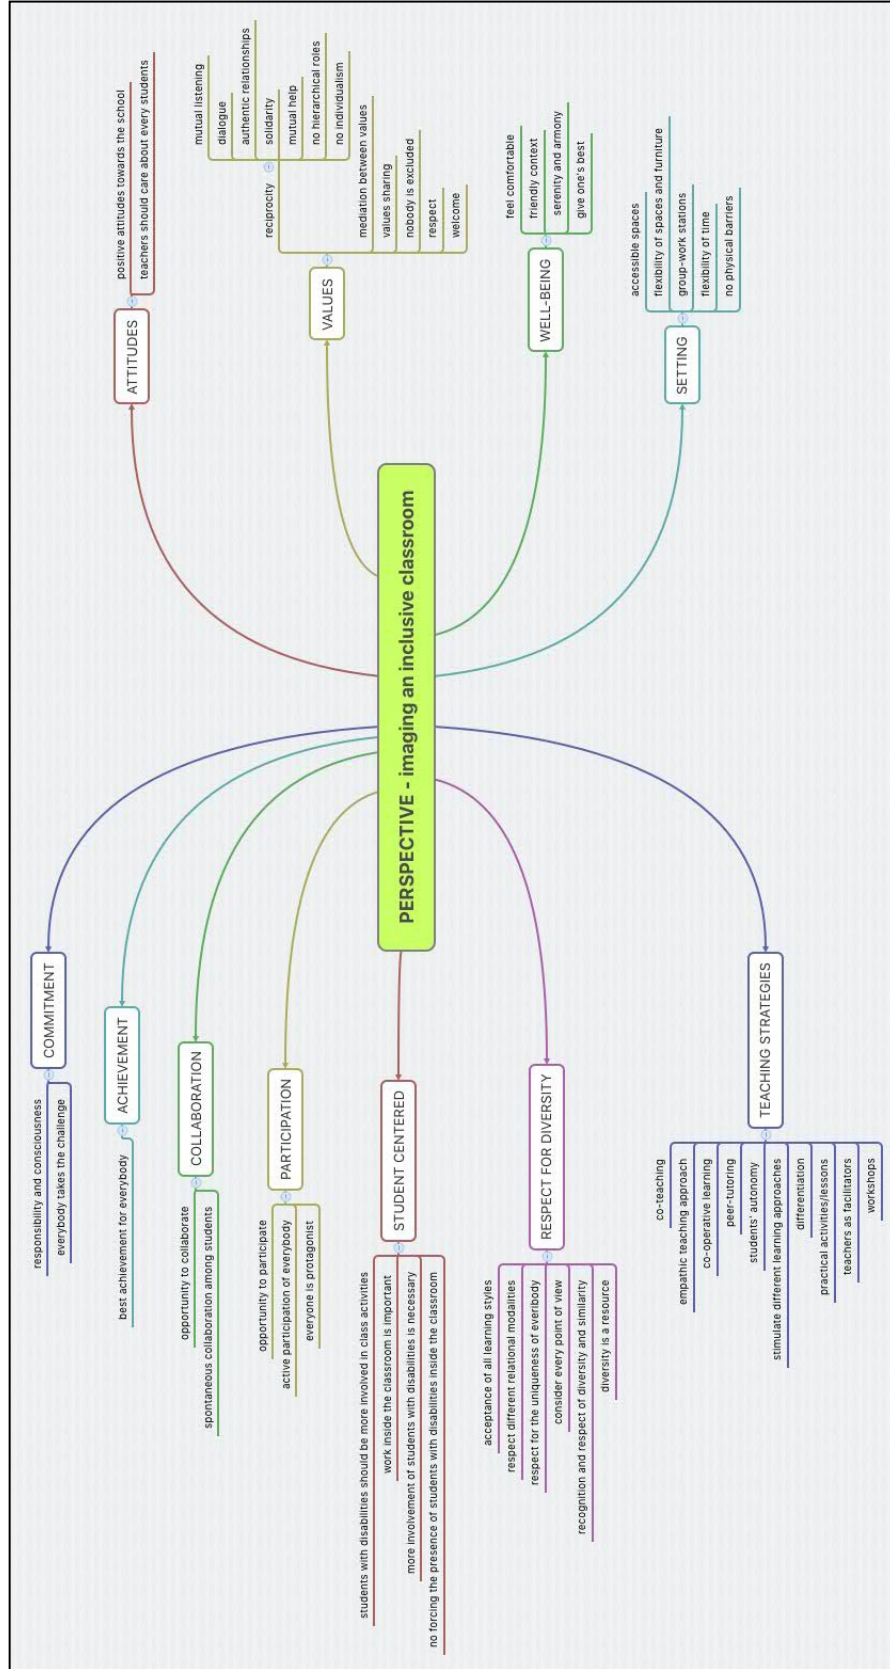 PERSPECTIVE - imaging an inclusive classroom
COMMITMENT
responsibility and consciousness
everybody takes the challenge
ACHIEVEMENT
best achievement for everybody
COLLABORATION
opportunity to collaborate
spontaneous collaboration among students
PARTICIPATION
opportunity to participate
active participation of everybody
everyone is protagonist
STUDENT CENTERED
students with disabilities should be more involved in class activities
work inside the classroom is important
more involvement of students with disabilities is necessary
no forcing the presence of students with disabilities inside the classroom
RESPECT FOR DIVERSITY
acceptance of all learning styles
respect different relational modalities
respect for the uniqueness of everibody
consider every point of view
recognition and respect of diversity and similarity
diversity is a resource
TEACHING STRATEGIES
co-teaching
empathic teaching approach
co-operative learning
peer-tutoring
students' autonomy
stimulate different learning approaches
differentiation
practical activities/lessons
teachers as facilitators
workshops
ATTITUDES
positive attitudes towards the school
teachers should care about every students
VALUES
reciprocity
mutual listening
dialogue
authentic relationships
solidarity
mutual help
no hierarchical roles
no individualism
mediation between values
values sharing
nobody is excluded
respect
welcome
WELL-BEING
feel comfortable
friendly context
serenity and armony
give one's best
SETTING
accessible spaces
flexibility of spaces and furniture
group-work stations
flexibility of time
no physical barriers